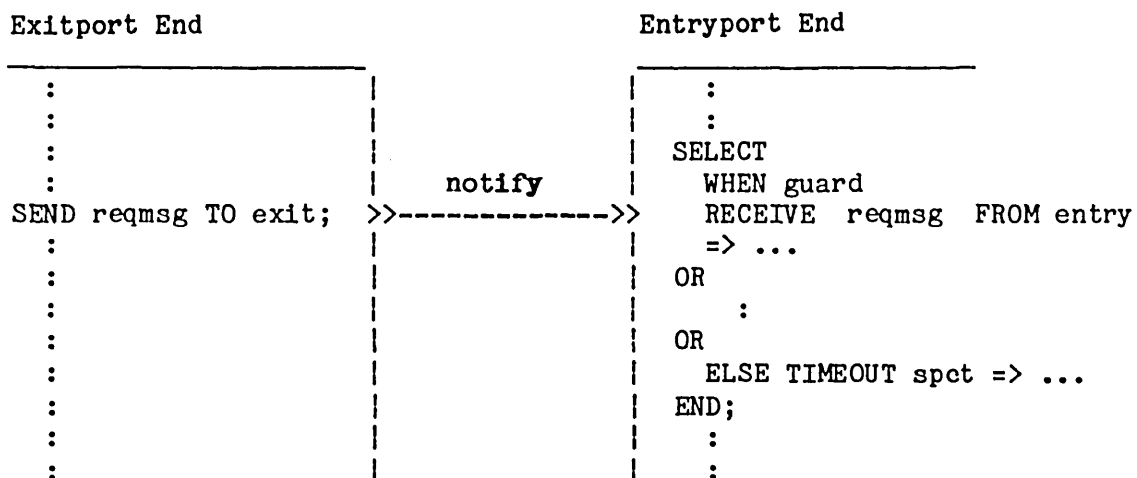 Exitport End Entryport End
: | | :
: | | :
: | | SELECT
: | notify | WHEN guard
SEND reqmsg TO exit; >>-------------->> RECEIVE reqmsg FROM entry
: | | => ...
: | | OR
: | | :
: | | OR
: | | ELSE TIMEOUT spct => ...
: | | END;
: | | :
: | | :